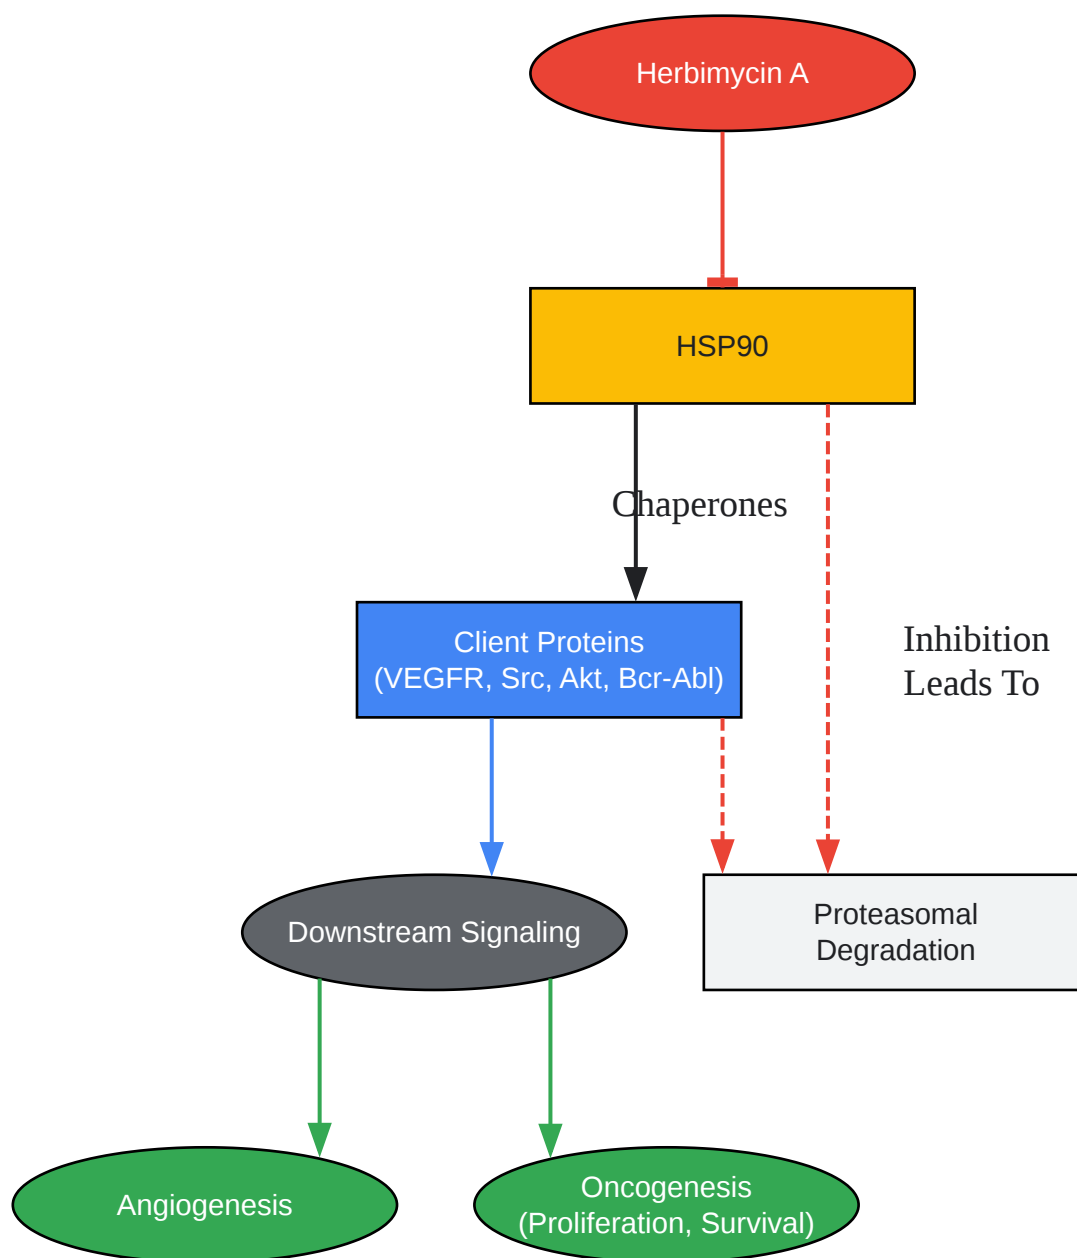 Herbimycin A
HSP90
Chaperones
Client Proteins
(VEGFR, Src, Akt, Bcr-Abl)
Inhibition
Leads To
Downstream Signaling
Proteasomal
Degradation
Angiogenesis
Oncogenesis
(Proliferation, Survival)